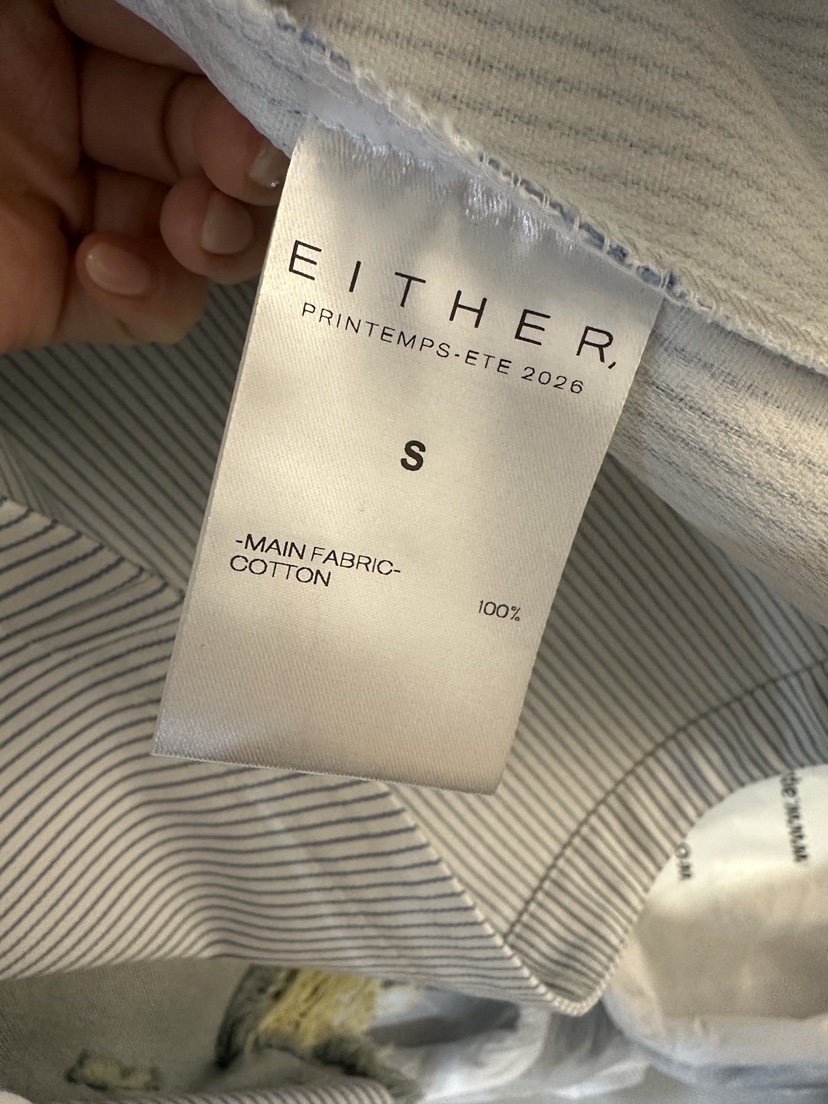 EITHER,
PRINTEMPS-ETE 2026
S
-MAIN FABRIC-
COTTON
100%